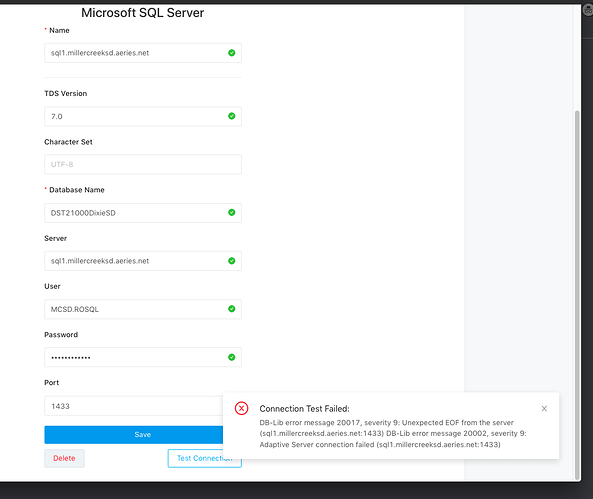 Microsoft SQL Server
* Name
sql1.millercreeksd.aeries.net
TDS Version
7.0
Character Set
UTF-8
* Database Name
DST21000DixieSD
Server
sql1.millercreeksd.aeries.net
User
MCSD.ROSQL
Password
••••••••••••
Port
1433
Save
Delete
Test Connection
Connection Test Failed:
DB-Lib error message 20017, severity 9: Unexpected EOF from the server
(sql1.millercreeksd.aeries.net:1433) DB-Lib error message 20002, severity 9:
Adaptive Server connection failed (sql1.millercreeksd.aeries.net:1433)